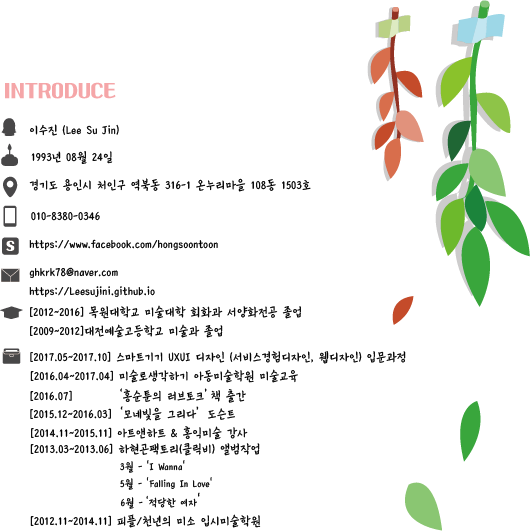 INTRODUCE
이수진 (Lee Su Jin)
1993년 08월 24일
경기도 용인시 처인구 역북동 316-1 온누리마을 108동 1503호
010-8380-0346
S
https://www.facebook.com/hongsoontoon
ghkrk78@naver.com
https://Leesujini.github.io
[2012~2016] 목원대학교 미술대학 회화과 서양화전공 졸업
[2009~2012]대전예술고등학교 미술과 졸업
[2017.05~2017.10] 스마트기기 UXUI 디자인 (서비스경험디자인, 웹디자인) 입문과정
[2016.04~2017.04] 미술로생각하기 아동미술학원 미술교육
[2016.07] '홍순툰의 러브토크' 책 출간
[2015.12~2016.03] '모네빛을 그리다' 도슨트
[2014.11~2015.11] 아트앤하트 & 홍익미술 강사
[2013.03~2013.06] 하현곤팩토리(클릭비) 앨범작업
3월 - 'I Wanna'
5월 - 'Falling In Love'
6월 - '적당한 여자'
[2012.11~2014.11] 피플/천년의 미소 입시미술학원